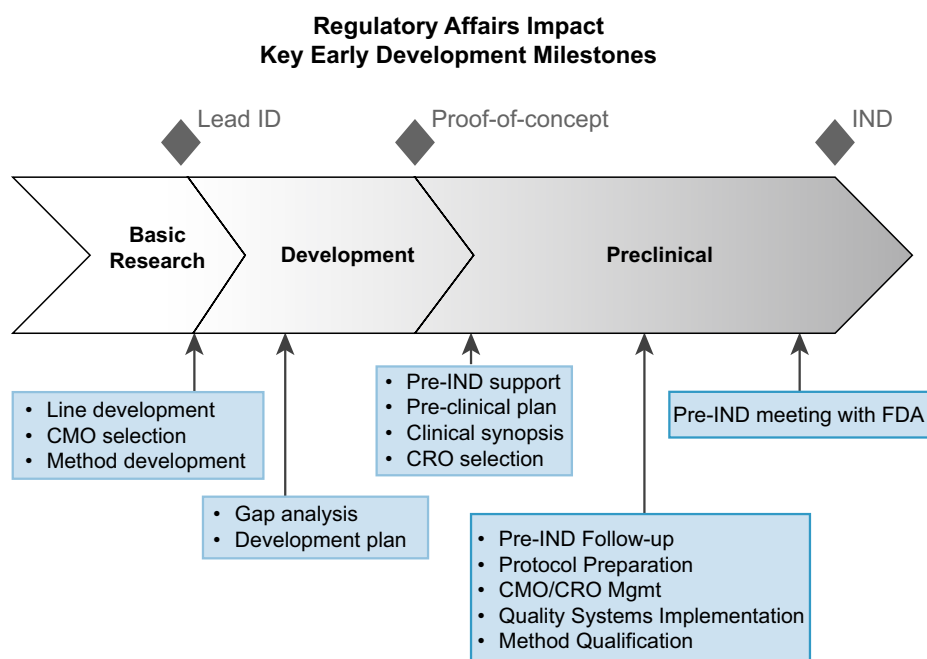 Regulatory Affairs Impact
Key Early Development Milestones
Lead ID
Proof-of-concept
IND
Basic
Research
Development
Preclinical
• Line development
• CMO selection
• Method development
• Pre-IND support
• Pre-clinical plan
• Clinical synopsis
• CRO selection
Pre-IND meeting with FDA
• Gap analysis
• Development plan
• Pre-IND Follow-up
• Protocol Preparation
• CMO/CRO Mgmt
• Quality Systems Implementation
• Method Qualification